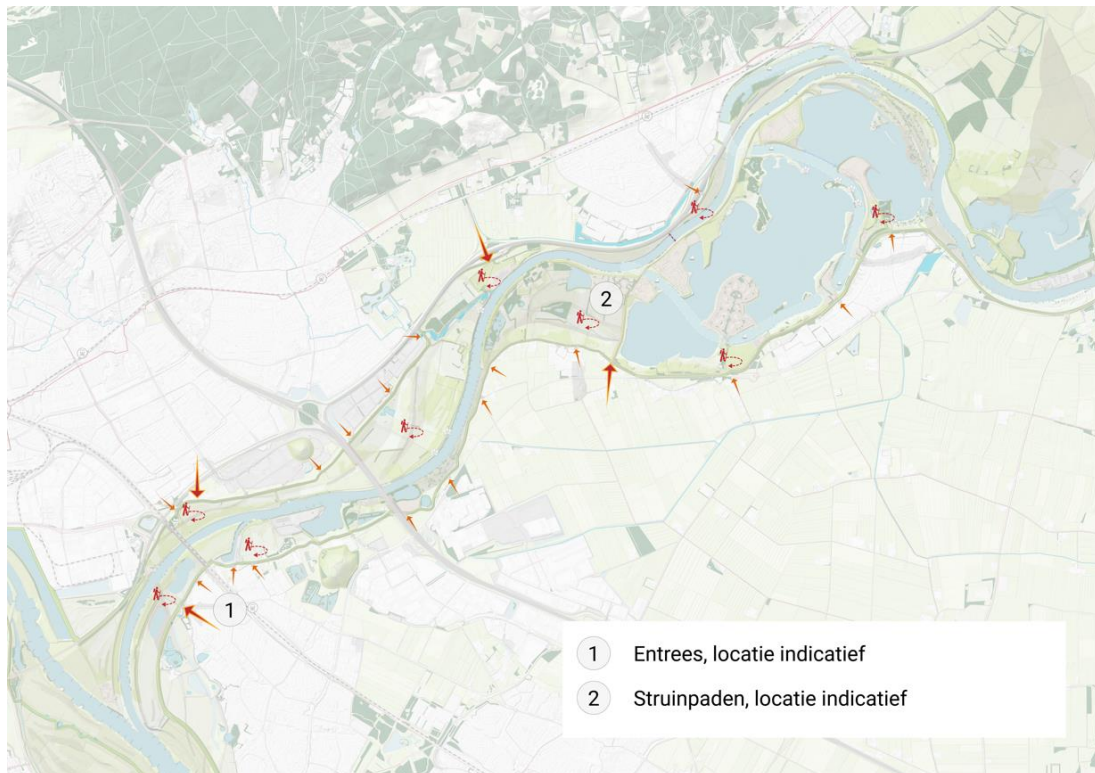 2
1
1 Entrees, locatie indicatief
2 Struinpaden, locatie indicatief